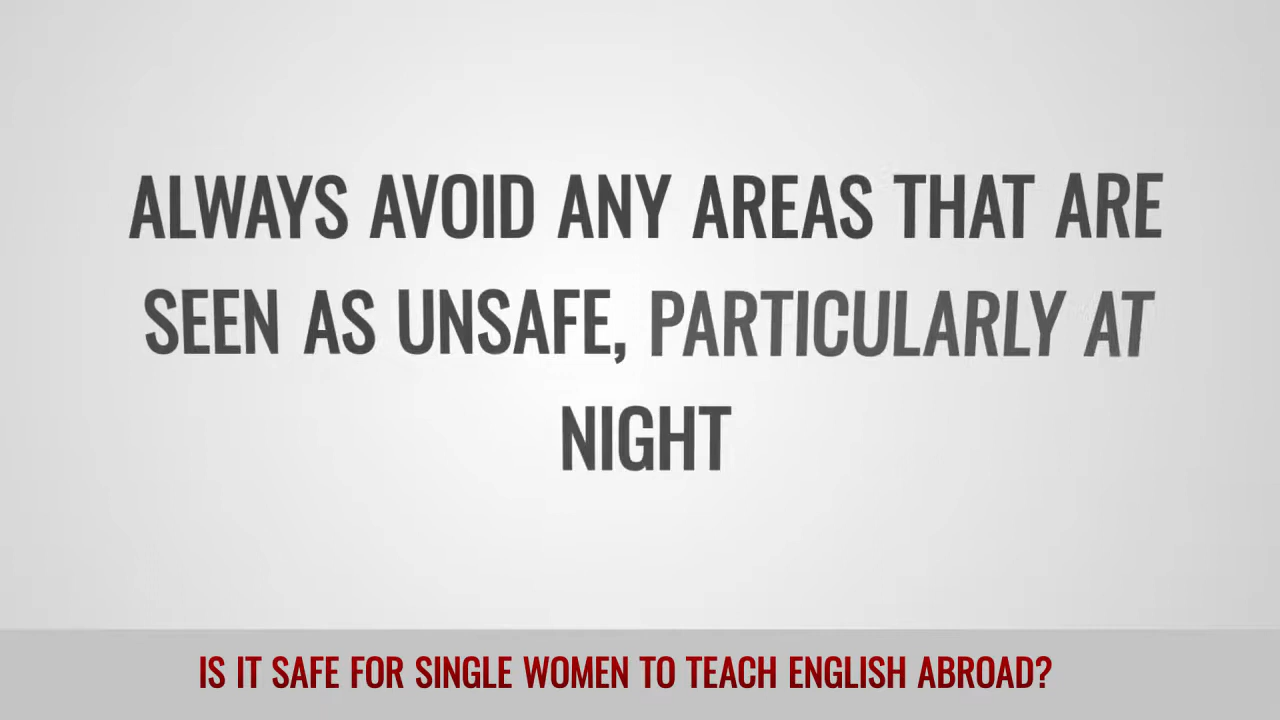 ALWAYS AVOID ANY AREAS THAT ARE
SEEN AS UNSAFE, PARTICULARLY AT
NIGHT
IS IT SAFE FOR SINGLE WOMEN TO TEACH ENGLISH ABROAD?